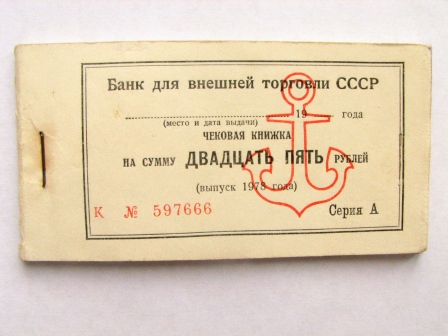 Банк для внешней торговли СССР
19 года
(место и дата выдачи)
ЧЕКОВАЯ КНИЖКА
НА СУММУ ДВАДЦАТЬ ПЯТЬ РУБЛЕЙ
(выпуск 1978 года)
К № 597666 Серия А